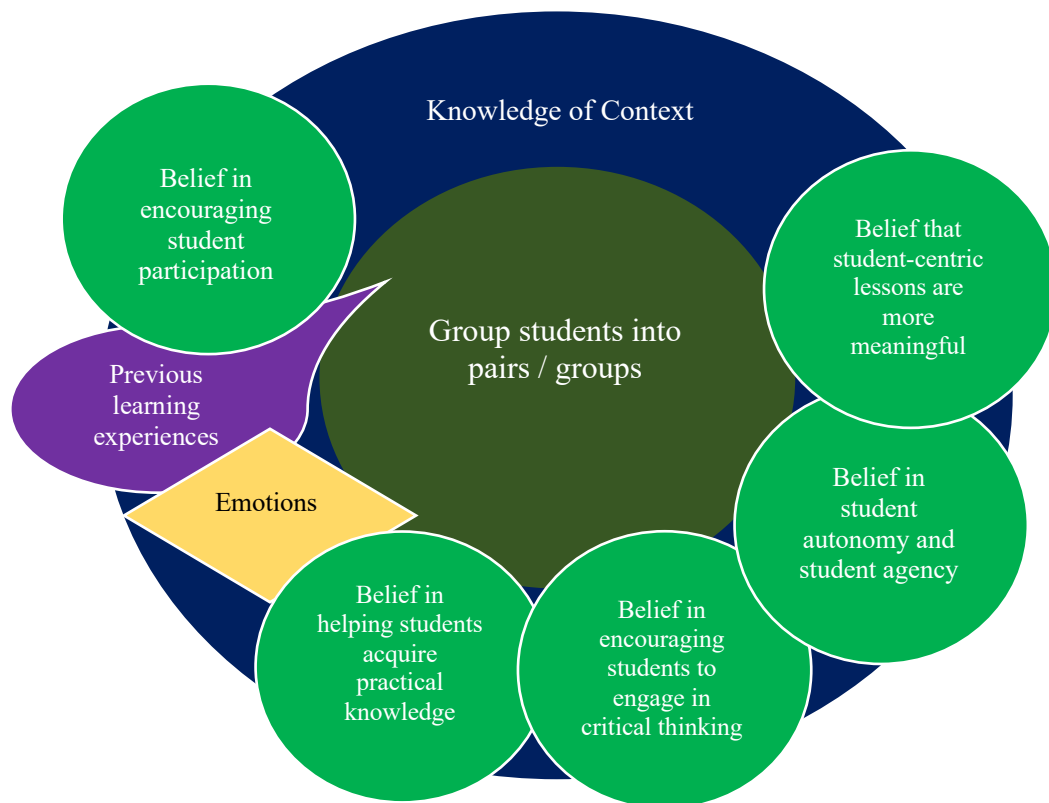 Knowledge of Context
Belief in
encouraging
student
participation
Belief that
student-centric
lessons are
more
meaningful
Group students into
pairs / groups
Previous
learning
experiences
Emotions
Belief in
student
autonomy and
student agency
Belief in
helping students
acquire
practical
knowledge
Belief in
encouraging
students to
engage in
critical thinking